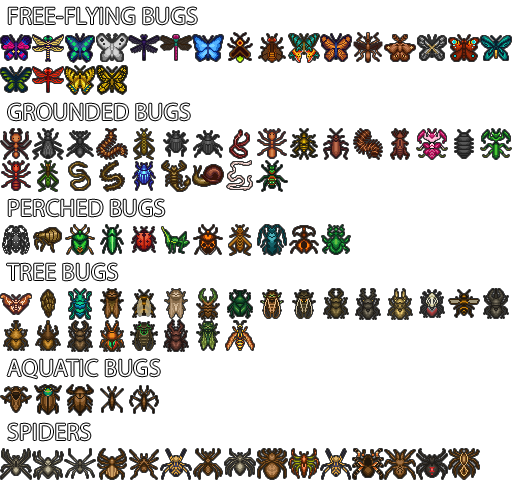 FREE-FLYING BUGS
GROUNDED BUGS
PERCHED BUGS
TREE BUGS
AQUATIC BUGS
SPIDERS